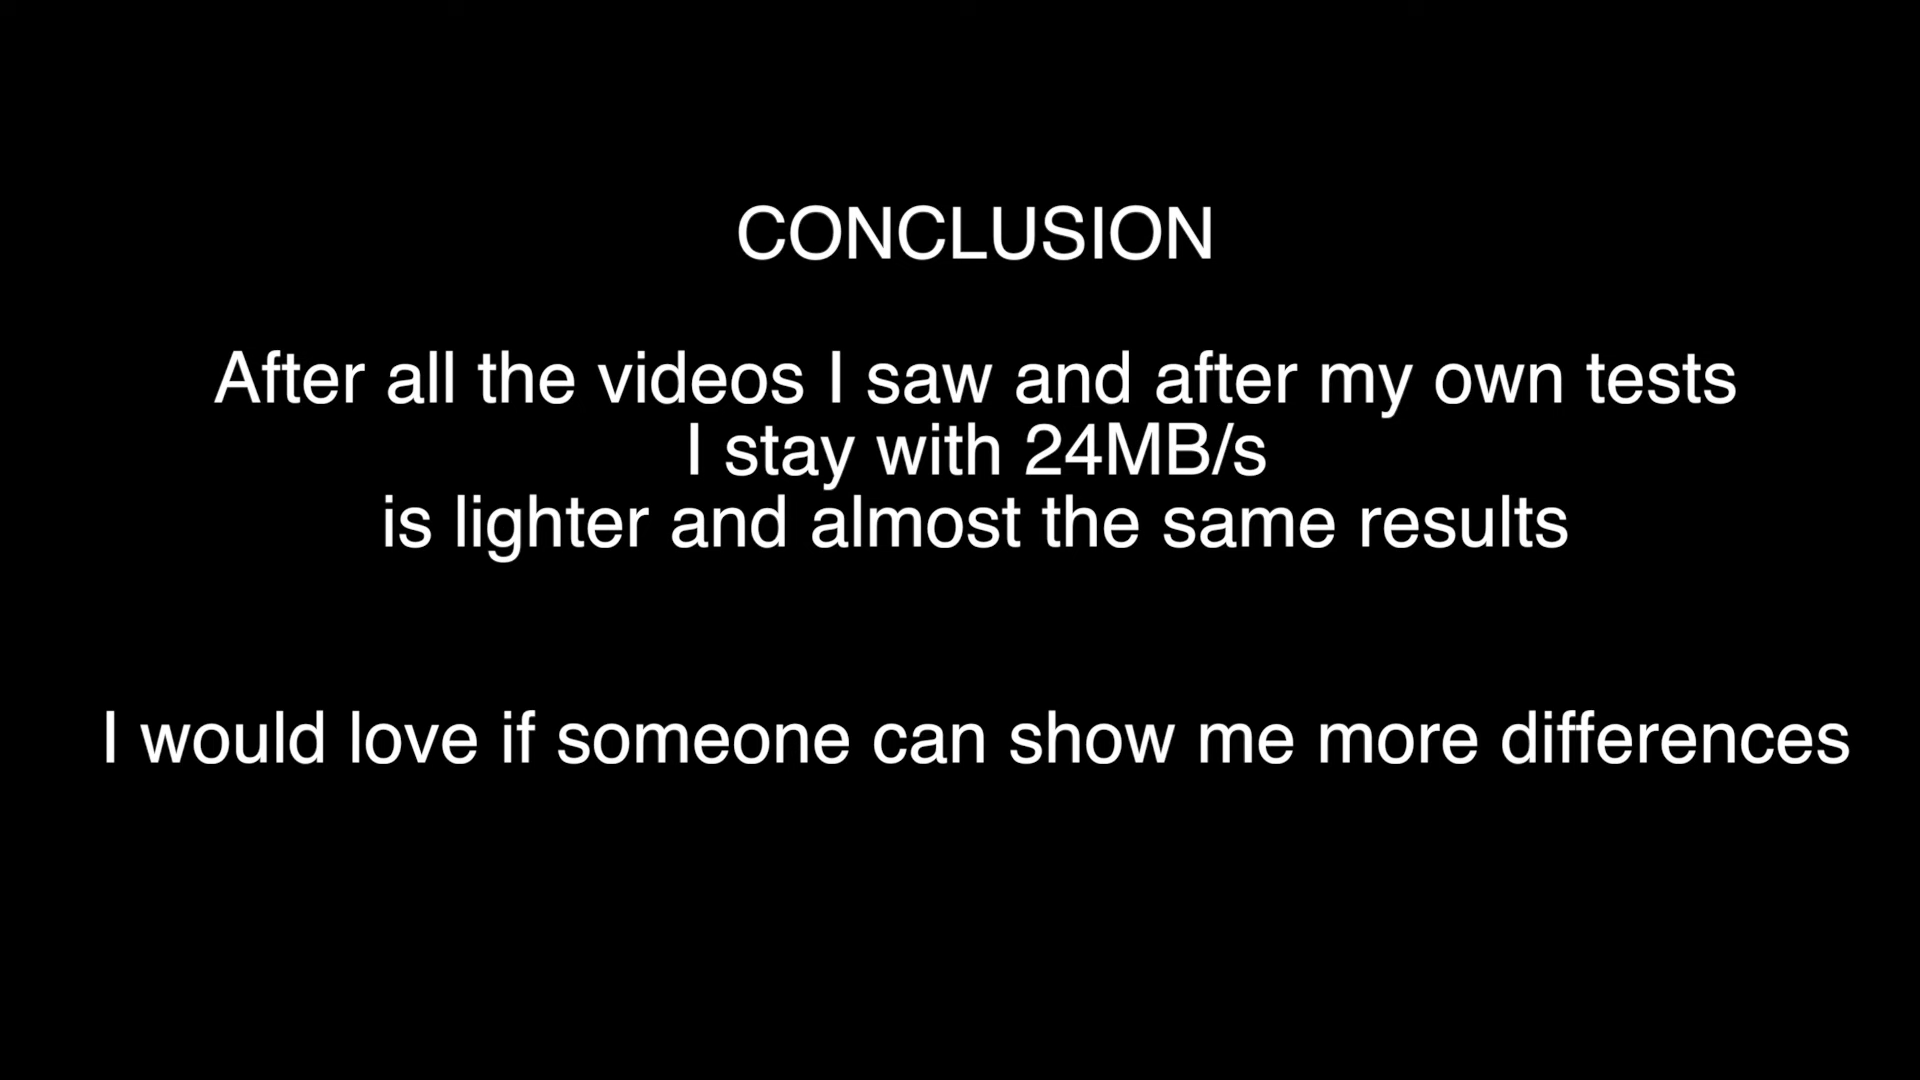 CONCLUSION
After all the videos I saw and after my own tests
I stay with 24MB/s
is lighter and almost the same results
I would love if someone can show me more differences